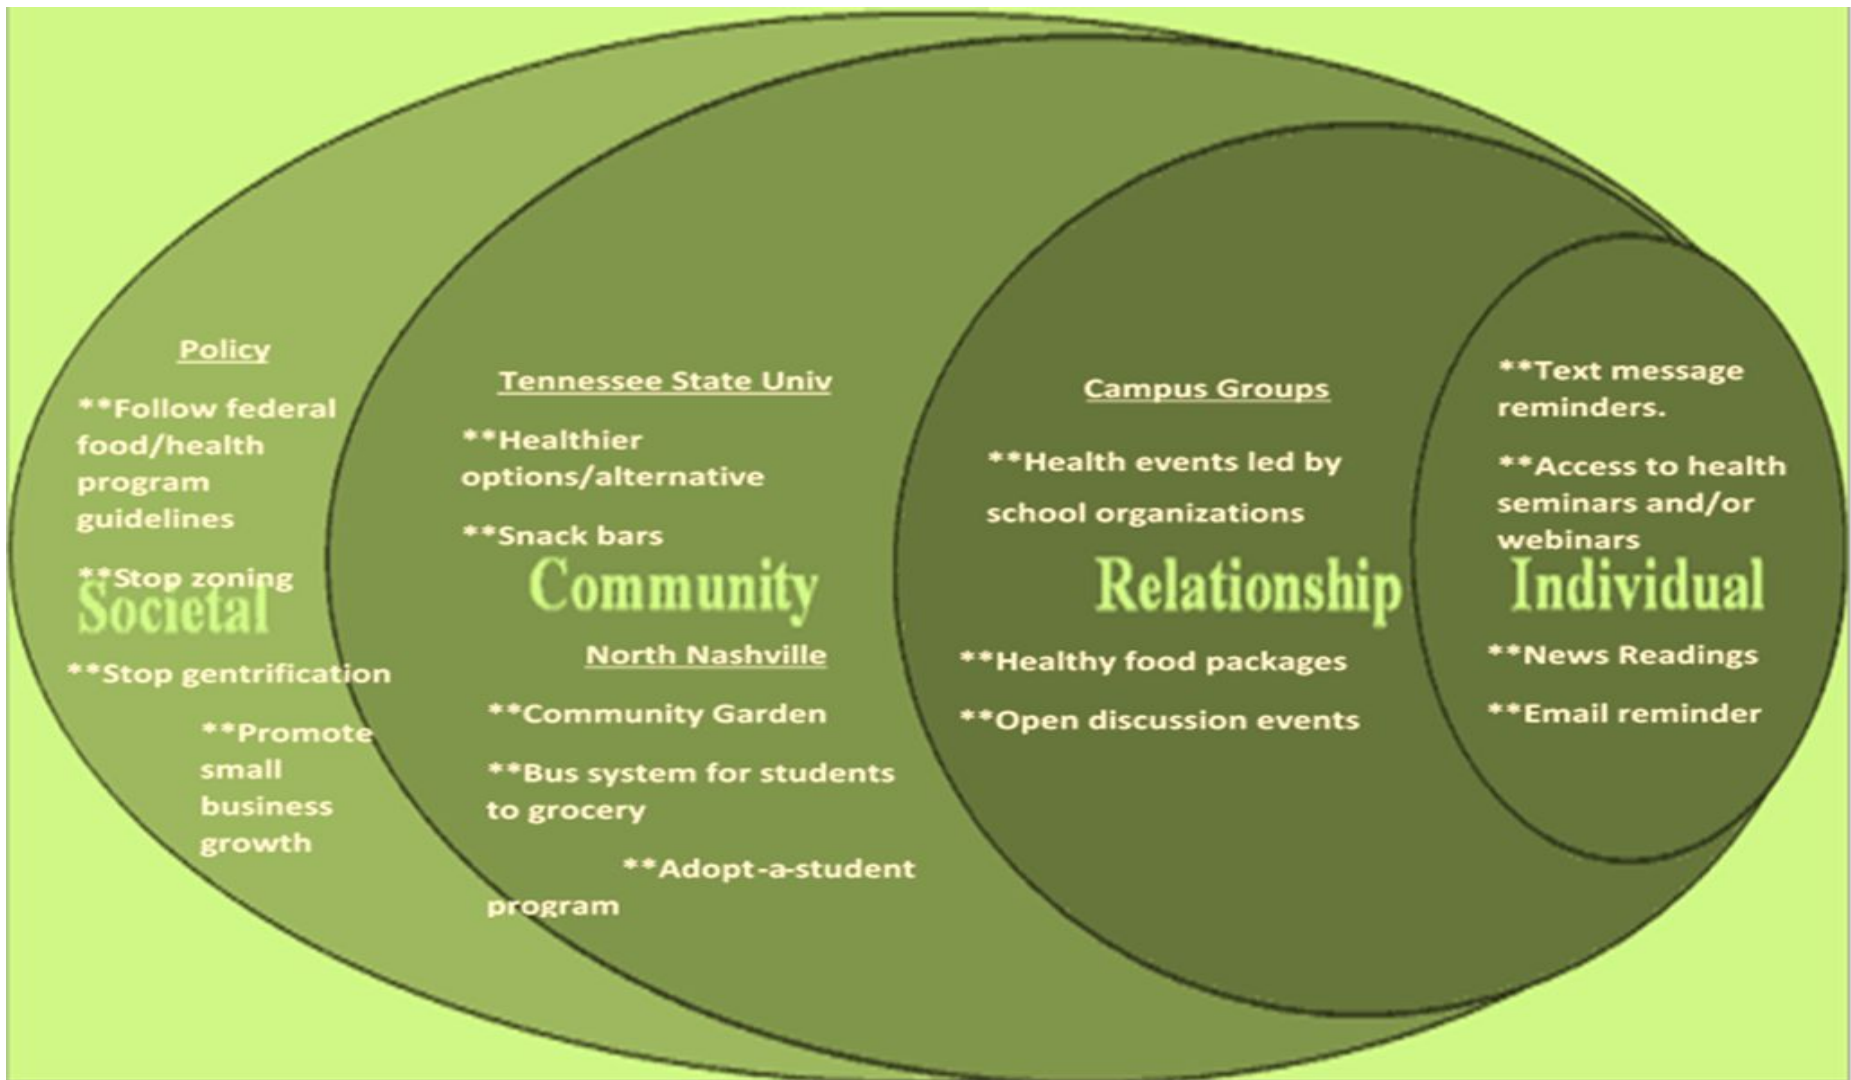 Policy
**Follow federal
food/health
program
guidelines
**Stop zoning
Societal
**Stop gentrification
**Promote
small
business
growth
Tennessee State Univ
**Healthier
options/alternative
**Snack bars
Community
North Nashville
**Community Garden
**Bus system for students
to grocery
**Adopt-a-student
program
Campus Groups
**Health events led by
school organizations
Relationship
**Healthy food packages
**Open discussion events
**Text message
reminders.
**Access to health
seminars and/or
webinars
Individual
**News Readings
**Email reminder